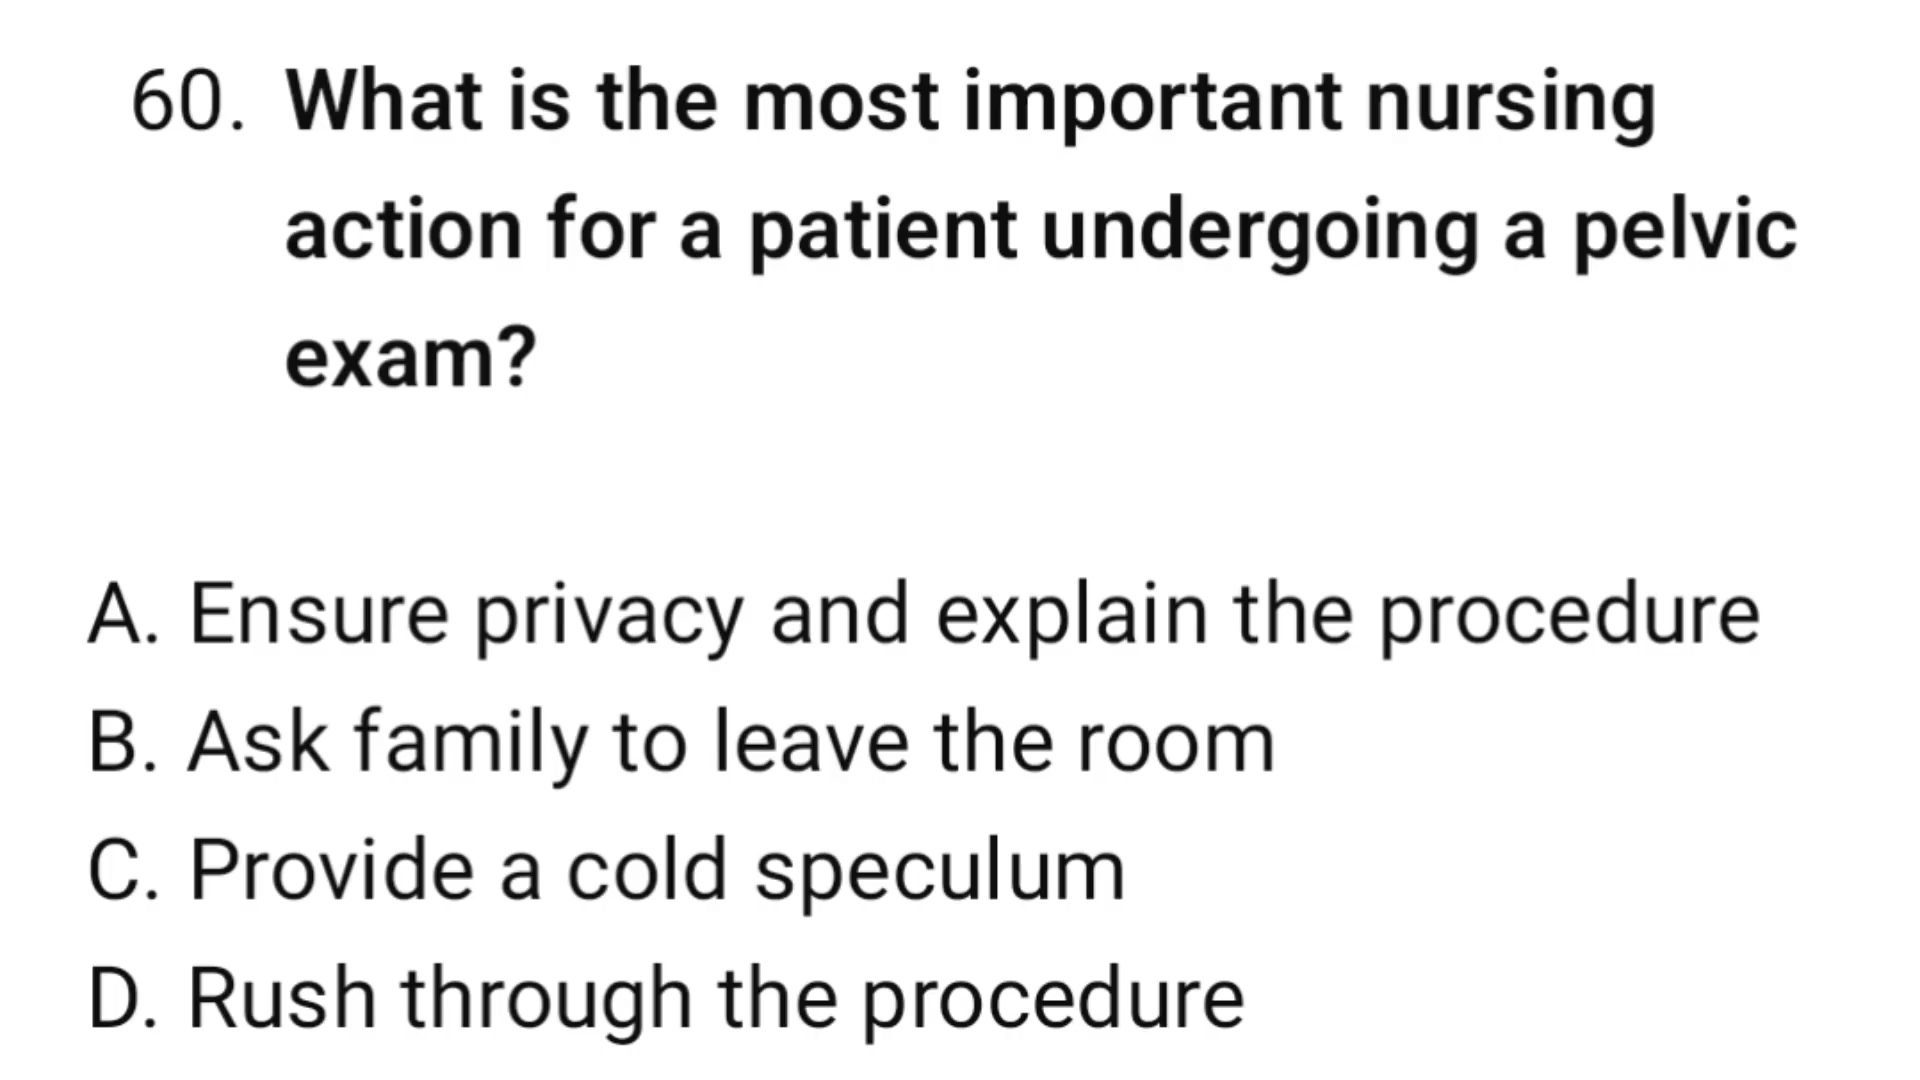 60. What is the most important nursing
action for a patient undergoing a pelvic
exam?
A. Ensure privacy and explain the procedure
B. Ask family to leave the room
C. Provide a cold speculum
D. Rush through the procedure